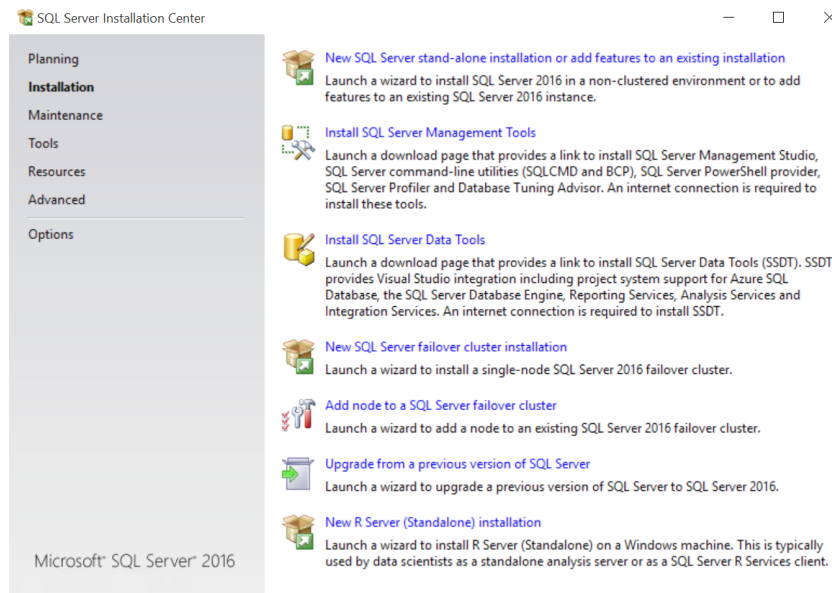 SQL Server Installation Center
Planning
Installation
Maintenance
Tools
Resources
Advanced
Options
Microsoft® SQL Server® 2016
New SQL Server stand-alone installation or add features to an existing installation
Launch a wizard to install SQL Server 2016 in a non-clustered environment or to add
features to an existing SQL Server 2016 instance.
Install SQL Server Management Tools
Launch a download page that provides a link to install SQL Server Management Studio,
SQL Server command-line utilities (SQLCMD and BCP), SQL Server PowerShell provider,
SQL Server Profiler and Database Tuning Advisor. An internet connection is required to
install these tools.
Install SQL Server Data Tools
Launch a download page that provides a link to install SQL Server Data Tools (SSDT). SSDT
provides Visual Studio integration including project system support for Azure SQL
Database, the SQL Server Database Engine, Reporting Services, Analysis Services and
Integration Services. An internet connection is required to install SSDT.
New SQL Server failover cluster installation
Launch a wizard to install a single-node SQL Server 2016 failover cluster.
Add node to a SQL Server failover cluster
Launch a wizard to add a node to an existing SQL Server 2016 failover cluster.
Upgrade from a previous version of SQL Server
Launch a wizard to upgrade a previous version of SQL Server to SQL Server 2016.
New R Server (Standalone) installation
Launch a wizard to install R Server (Standalone) on a Windows machine. This is typically
used by data scientists as a standalone analysis server or as a SQL Server R Services client.